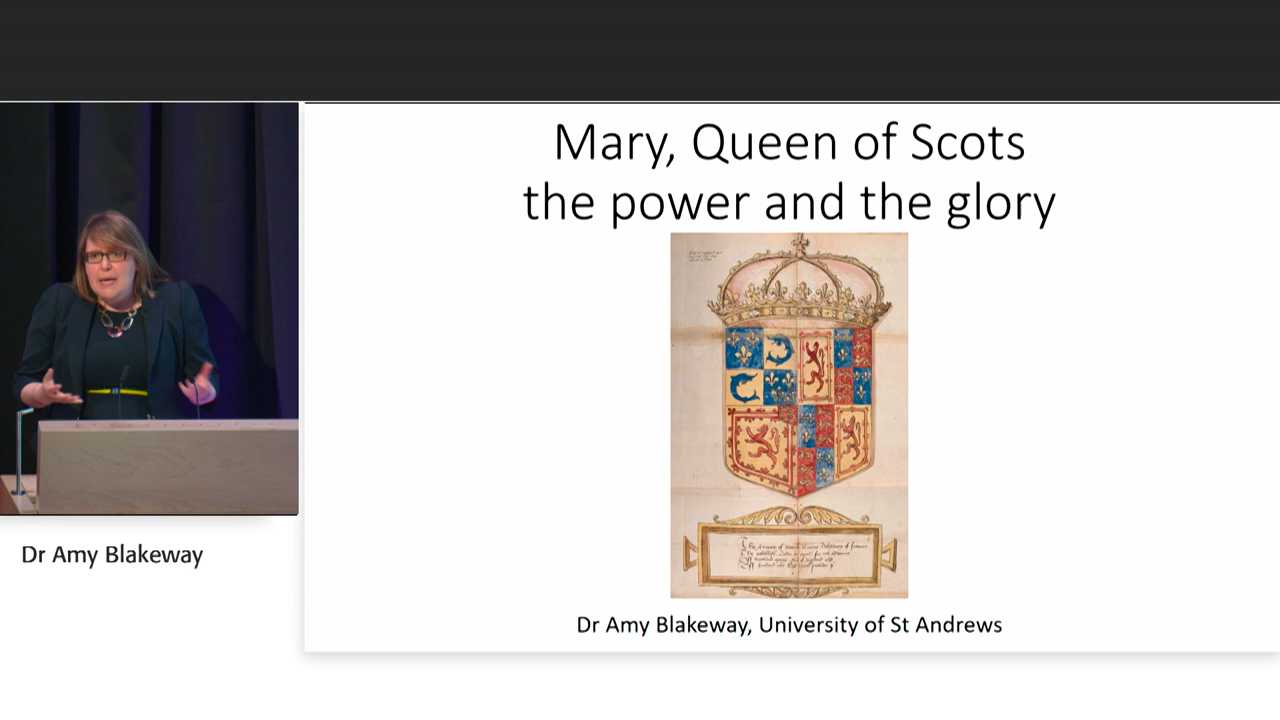 Mary, Queen of Scots
the power and the glory
Dr Amy Blakeway, University of St Andrews
Dr Amy Blakeway